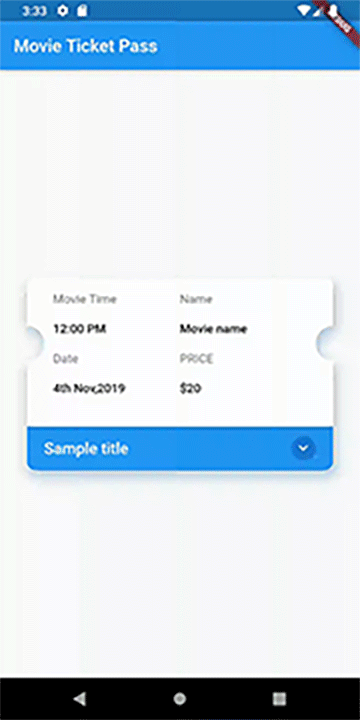 3:33
Movie Ticket Pass
Movie Time Name
12:00 PM Movie name
Date PRICE
4th Nov,2019 $20
Sample title